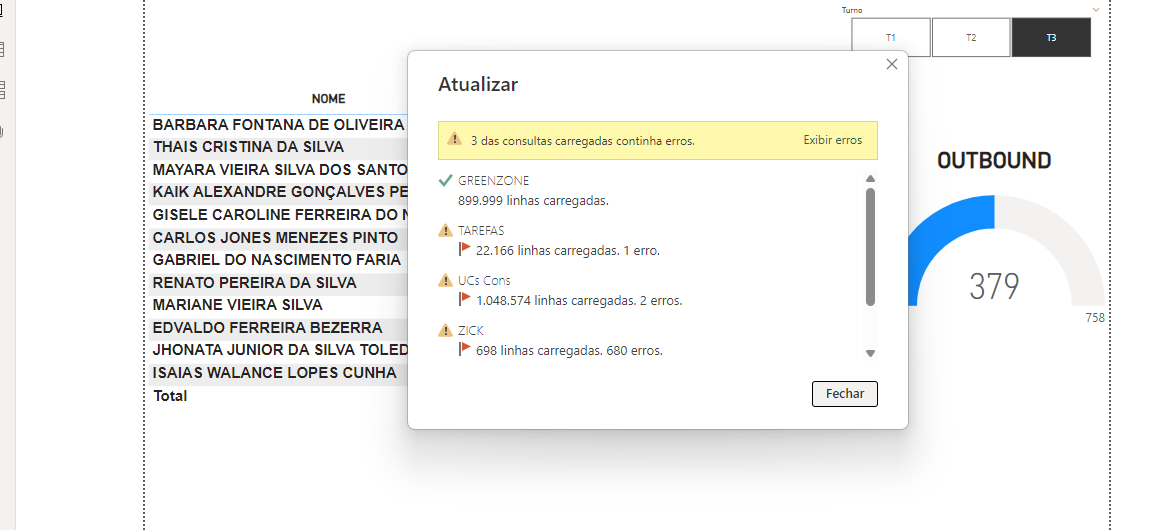 Turno
T1
T2
T3
Atualizar
3 das consultas carregadas continha erros.
Exibir erros
GREENZONE
899.999 linhas carregadas.
TAREFAS
22.166 linhas carregadas. 1 erro.
UCs Cons
1.048.574 linhas carregadas. 2 erros.
ZICK
698 linhas carregadas. 680 erros.
Fechar
NOME
BARBARA FONTANA DE OLIVEIRA
THAIS CRISTINA DA SILVA
MAYARA VIEIRA SILVA DOS SANTO
KAIK ALEXANDRE GONÇALVES PE
GISELE CAROLINE FERREIRA DO N
CARLOS JONES MENEZES PINTO
GABRIEL DO NASCIMENTO FARIA
RENATO PEREIRA DA SILVA
MARIANE VIEIRA SILVA
EDVALDO FERREIRA BEZERRA
JHONATA JUNIOR DA SILVA TOLED
ISAIAS WALANCE LOPES CUNHA
Total
OUTBOUND
379
758